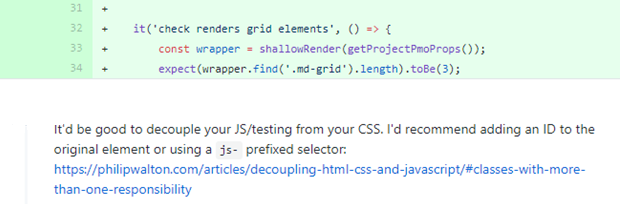 31 +
32 + it('check renders grid elements', () => {
33 + const wrapper = shallowRender(getProjectPmoProps());
34 + expect(wrapper.find('.md-grid').length).toBe(3);
It'd be good to decouple your JS/testing from your CSS. I'd recommend adding an ID to the
original element or using a js- prefixed selector:
https://philipwalton.com/articles/decoupling-html-css-and-javascript/#classes-with-more-
than-one-responsibility